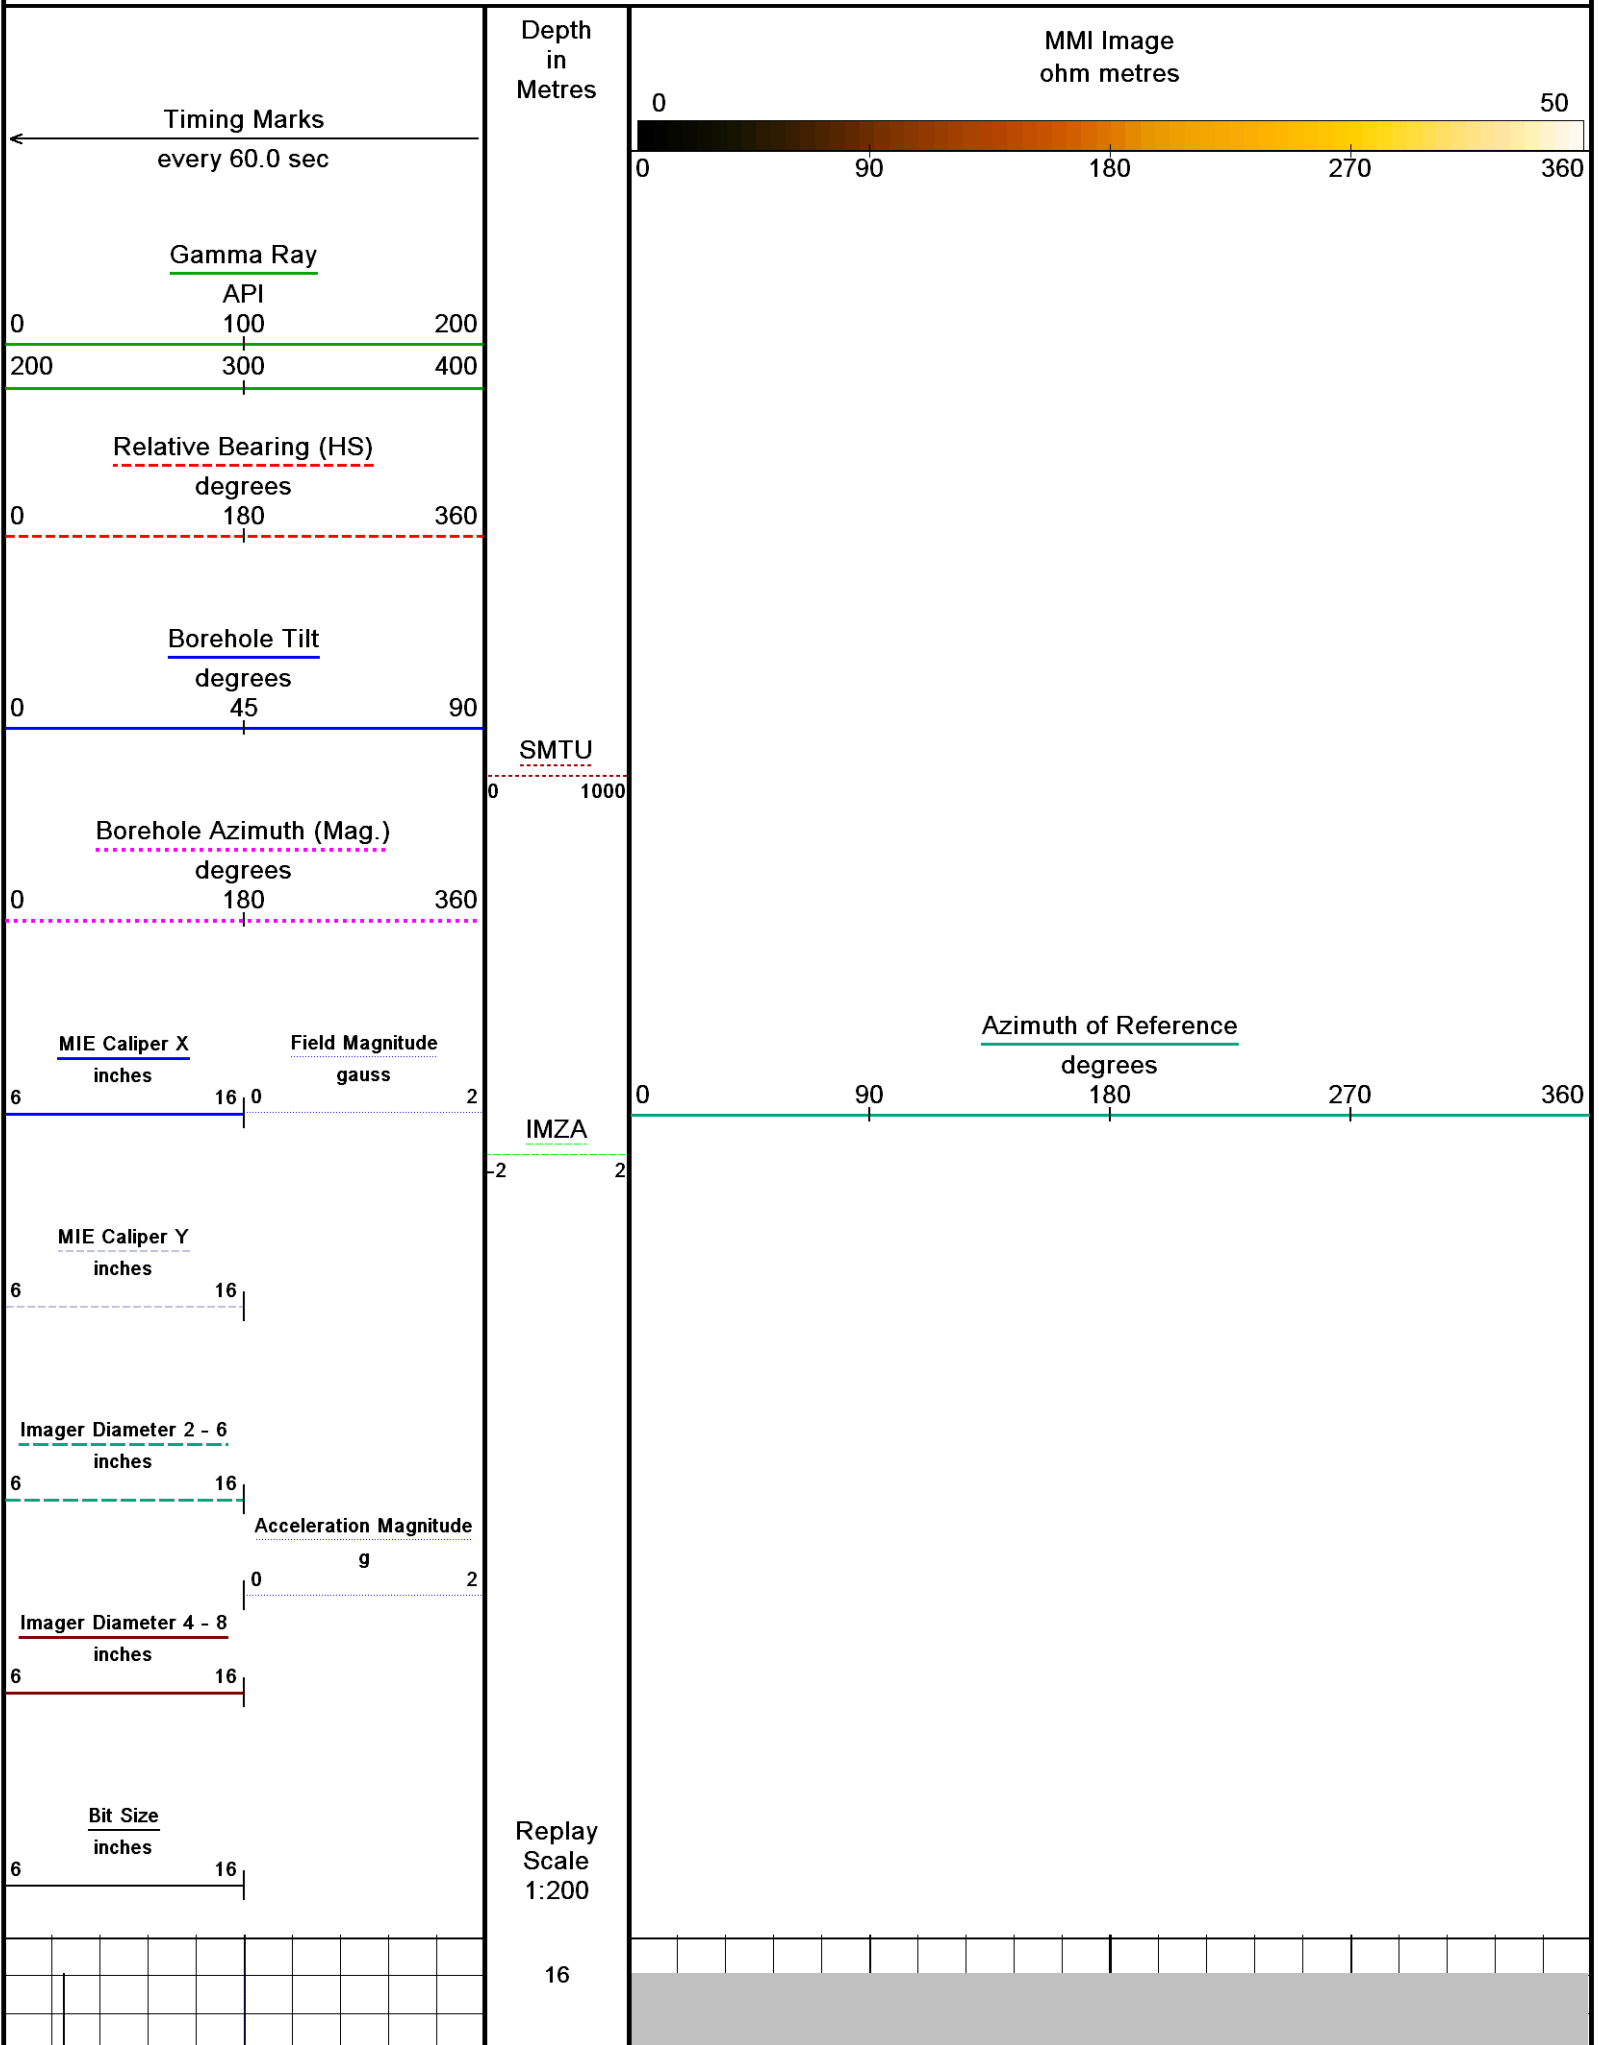 Timing Marks
every 60.0 sec
Gamma Ray
API
0 100 200
200 300 400
Relative Bearing (HS)
degrees
0 180 360
Borehole Tilt
degrees
0 45 90
Borehole Azimuth (Mag.)
degrees
0 180 360
MIE Caliper X
inches
6 16
Field Magnitude
gauss
0 2
MIE Caliper Y
inches
6 16
Imager Diameter 2 - 6
inches
6 16
Acceleration Magnitude
g
0 2
Imager Diameter 4 - 8
inches
6 16
Bit Size
inches
6 16
Depth
in
Metres
SMTU
0 1000
IMZA
-2 2
Replay
Scale
1:200
16
MMI Image
ohm metres
0 50
0 90 180 270 360
Azimuth of Reference
degrees
0 90 180 270 360